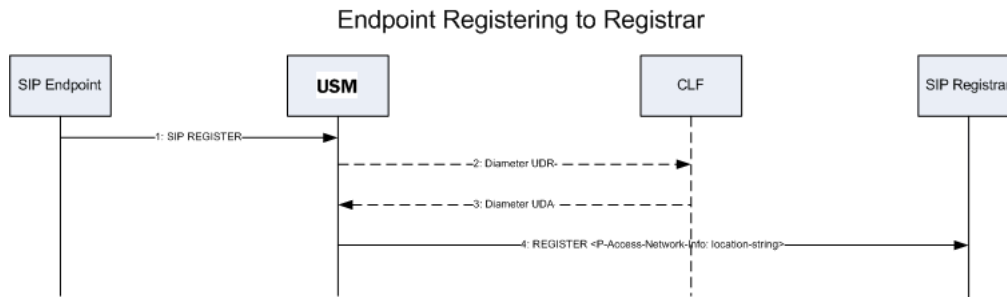 Endpoint Registering to Registrar
SIP Endpoint
USM
CLF
SIP Registrar
1: SIP REGISTER
2: Diameter UDR
3: Diameter UDA
4: REGISTER <P-Access-Network-Info: location-string>